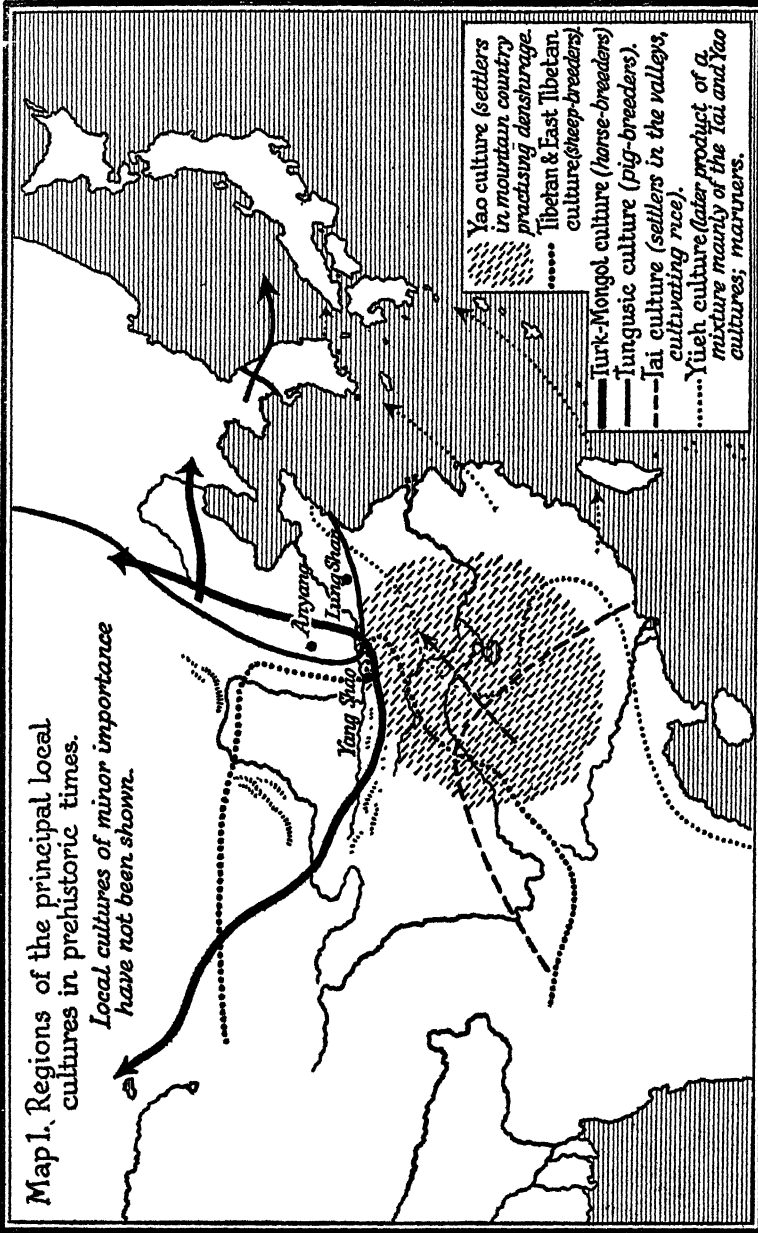 Map 1. Regions of the principal local
cultures in prehistoric times.
Local cultures of minor importance
have not been shown.
Anyang
Lung Shan
Yang Shao
Yao culture (settlers
in mountain country
practising denshirage.
Tibetan & East Tibetan
culture (sheep-breeders)
Turk-Mongol culture (horse-breeders)
Tungusic culture (pig-breeders).
Tai culture (settlers in the valleys,
cultivating rice).
Yüeh culture (later product of a
mixture mainly of the Tai and Yao
cultures; mariners.